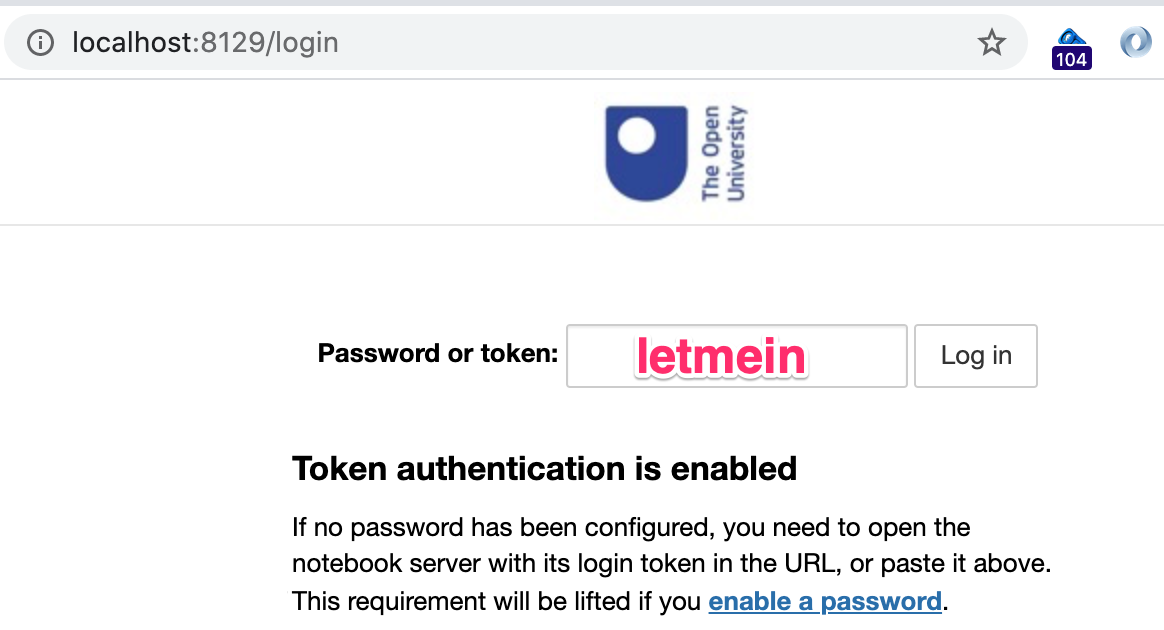 localhost:8129/login
104
The Open
University
Password or token: letmein Log in
Token authentication is enabled
If no password has been configured, you need to open the
notebook server with its login token in the URL, or paste it above.
This requirement will be lifted if you enable a password.